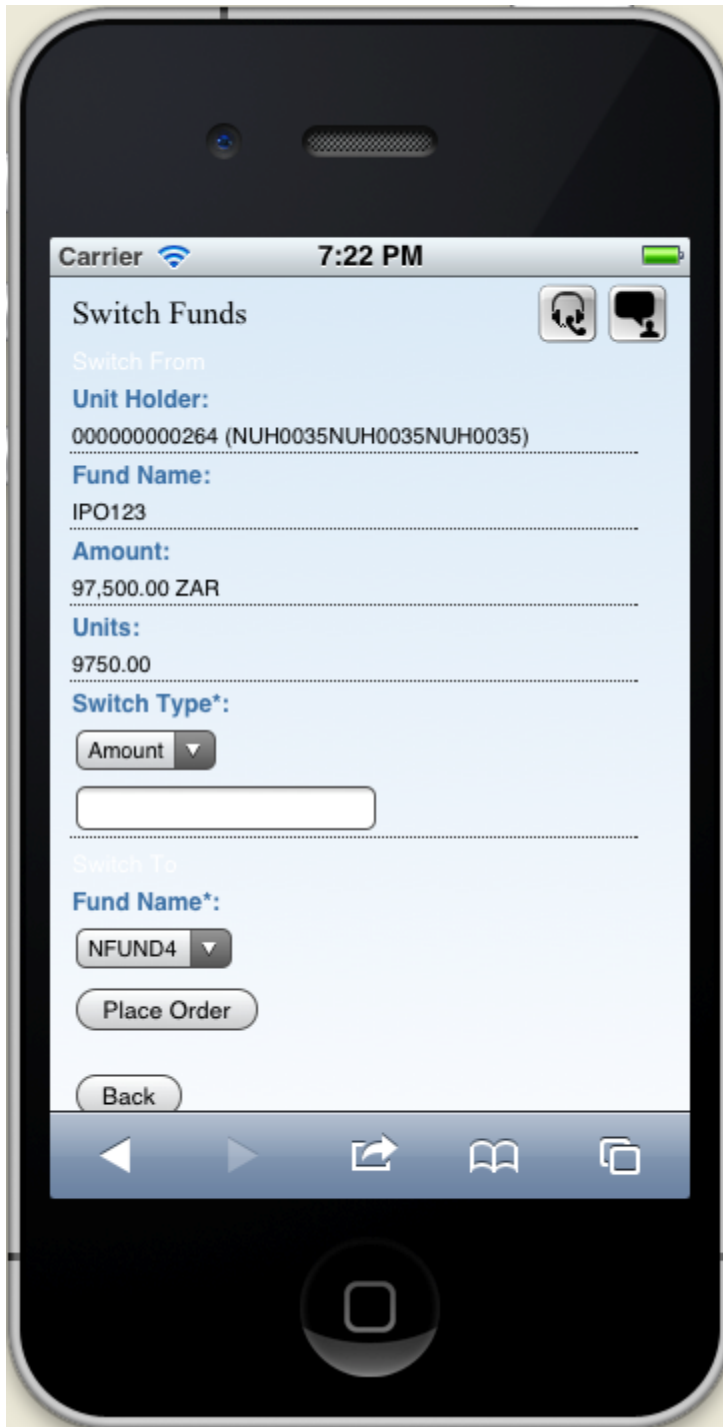 Carrier 7:22 PM
Switch Funds
Switch From
Unit Holder:
000000000264 (NUH0035NUH0035NUH0035)
Fund Name:
IPO123
Amount:
97,500.00 ZAR
Units:
9750.00
Switch Type*:
Amount
Switch To
Fund Name*:
NFUND4
Place Order
Back